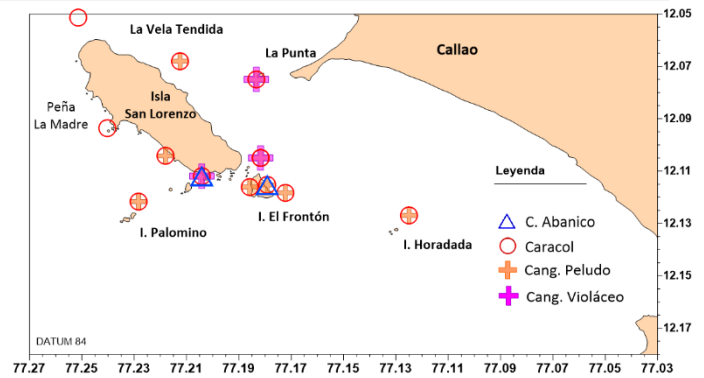 La Vela Tendida
La Punta
Callao
Isla
San Lorenzo
Peña
La Madre
I. Palomino
I. El Frontón
I. Horadada
Leyenda
C. Abanico
Caracol
Cang. Peludo
Cang. Violáceo
DATUM 84
12.05
12.07
12.09
12.11
12.13
12.15
12.17
77.27 77.25 77.23 77.21 77.19 77.17 77.15 77.13 77.11 77.09 77.07 77.05 77.03